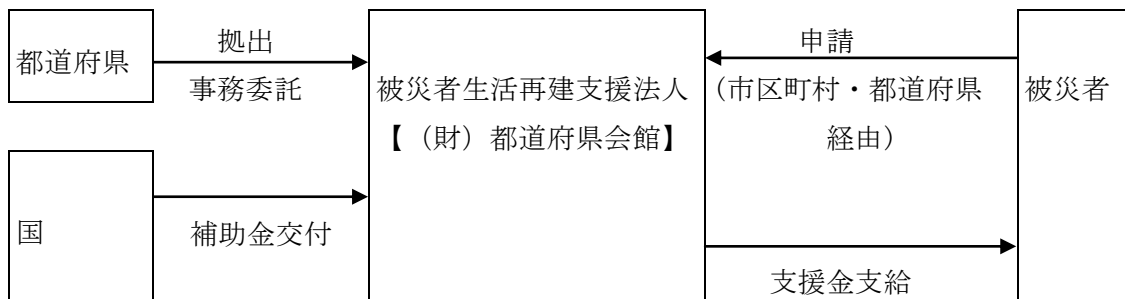 都道府県
拠出
事務委託
国
補助金交付
被災者生活再建支援法人
【（財）都道府県会館】
申請
（市区町村・都道府県
経由）
支援金支給
被災者